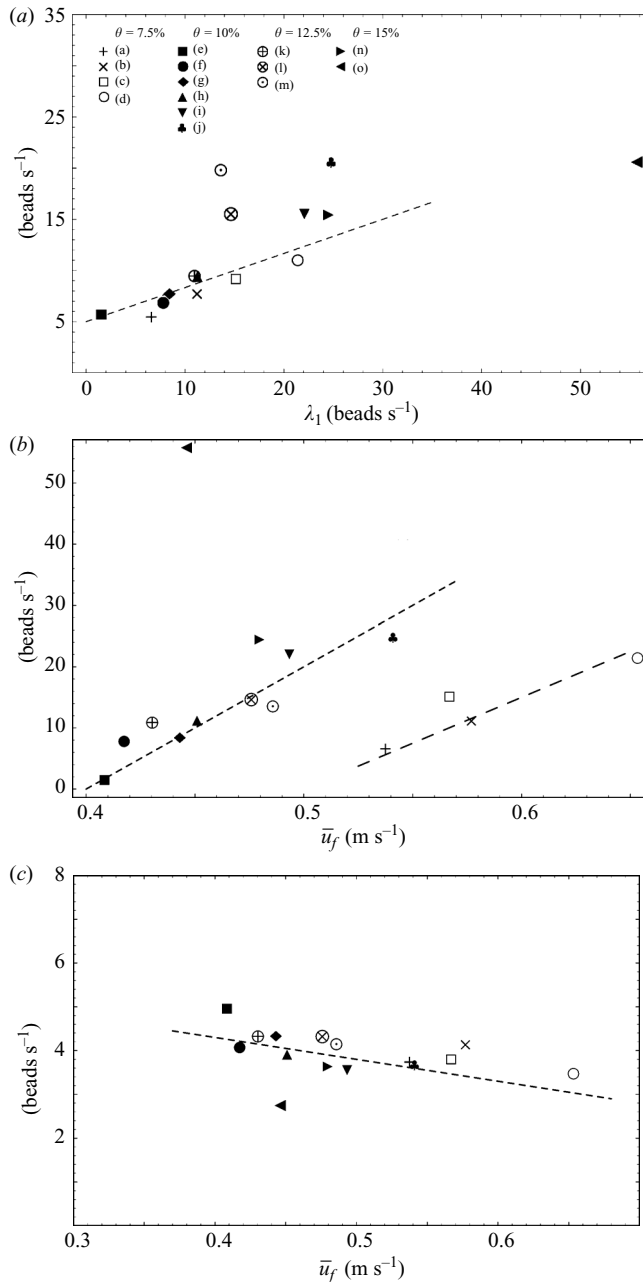 (a)
θ = 7.5% θ = 10% θ = 12.5% θ = 15%
(a) (e) (k) (n)
(b) (f) (l) (o)
(c) (g) (m)
(d) (h)
(i)
(j)
35
25
15
5
(beads s⁻¹)
0 10 20 30 40 50
λ₁ (beads s⁻¹)
(b)
50
40
30
20
10
0
(beads s⁻¹)
0.4 0.5 0.6
u̅_f (m s⁻¹)
(c)
8
6
4
2
(beads s⁻¹)
0.3 0.4 0.5 0.6
u̅_f (m s⁻¹)